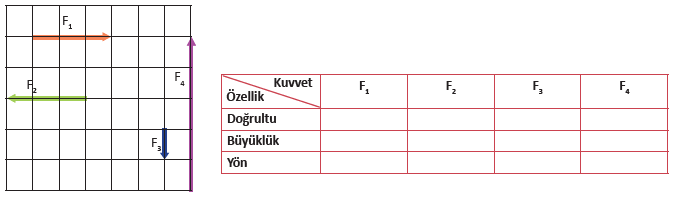 F1
F2
F4
F3
Kuvvet
Özellik
F1 F2 F3 F4
Doğrultu
Büyüklük
Yön